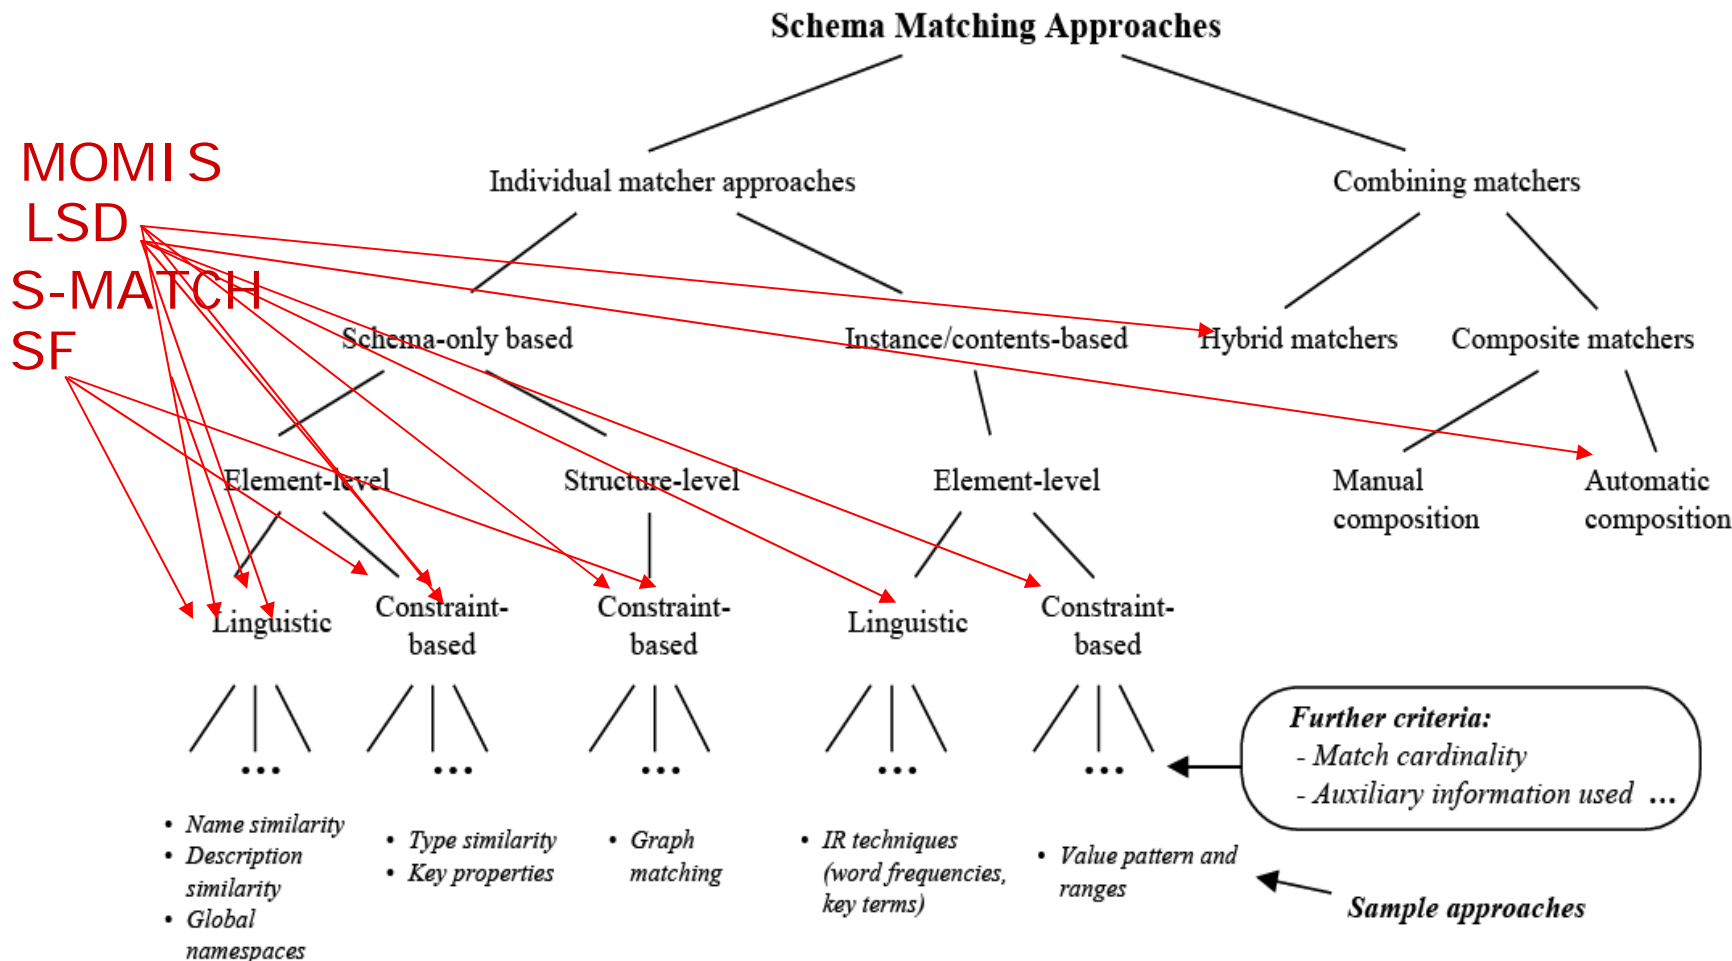 Schema Matching Approaches
MOMIS
LSD
S-MATCH
SF
Individual matcher approaches
Combining matchers
Schema-only based
Instance/contents-based
Hybrid matchers
Composite matchers
Element-level
Structure-level
Element-level
Manual
composition
Automatic
composition
Linguistic
Constraint-
based
Constraint-
based
Linguistic
Constraint-
based
...
...
...
...
...
Further criteria:
- Match cardinality
- Auxiliary information used ...
• Name similarity
• Description
similarity
• Global
namespaces
• Type similarity
• Key properties
• Graph
matching
• IR techniques
(word frequencies,
key terms)
• Value pattern and
ranges
Sample approaches